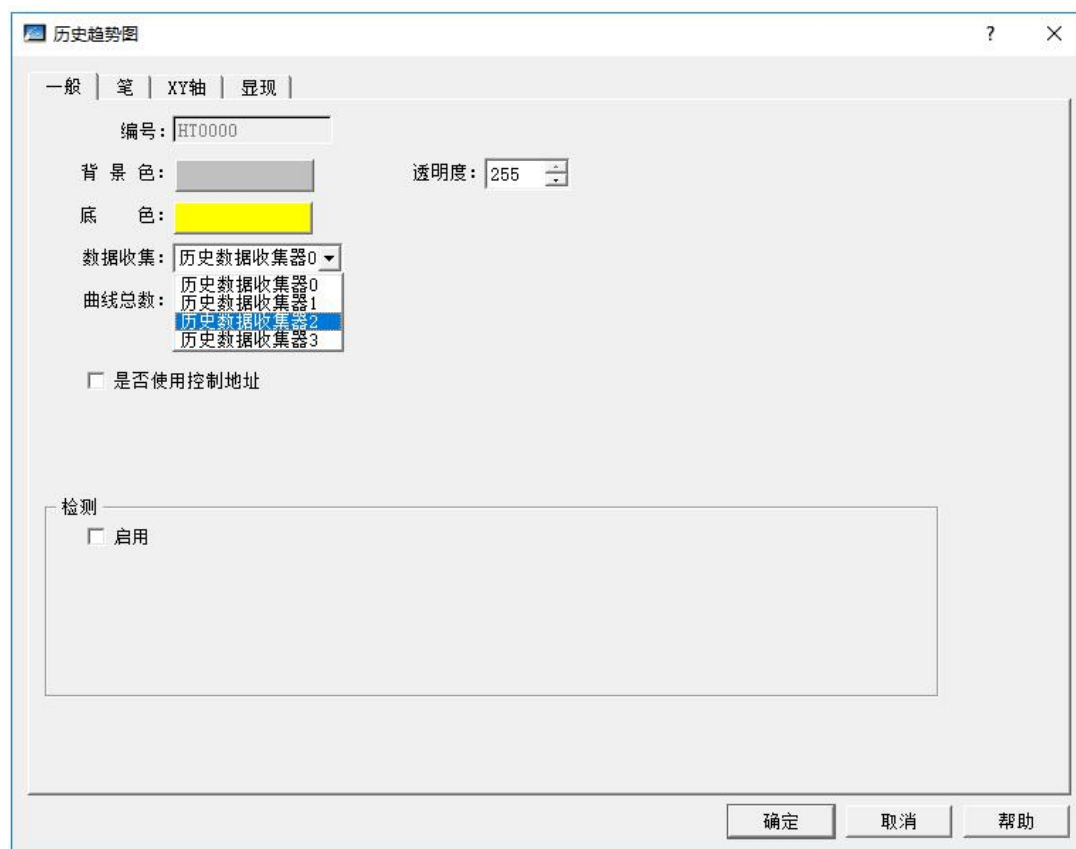 历史趋势图
一般 笔 XY轴 显现
编号: HT0000
背景色: 透明度: 255
底 色:
数据收集: 历史数据收集器0
历史数据收集器0
曲线总数: 历史数据收集器1
历史数据收集器2
历史数据收集器3
是否使用控制地址
检测
启用
确定 取消 帮助